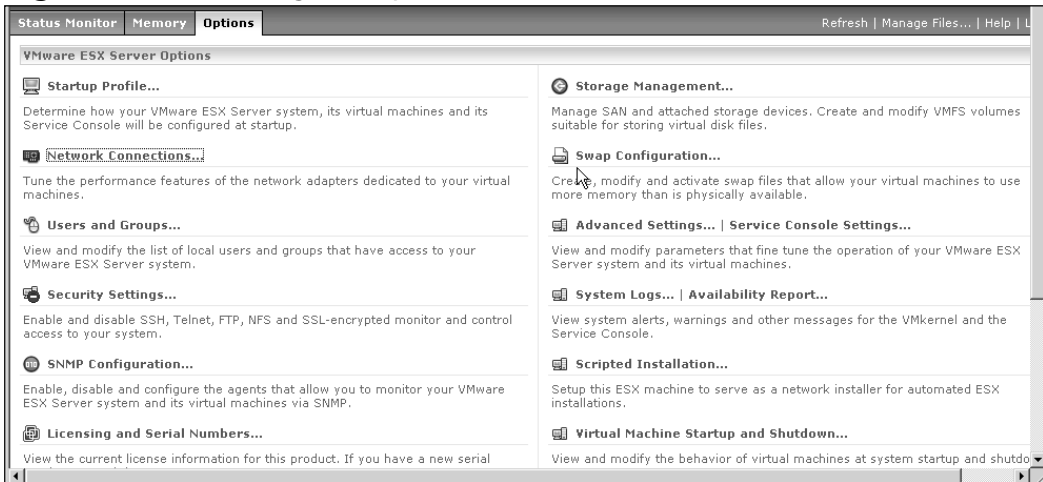 Status Monitor Memory Options Refresh | Manage Files... | Help | L
VMware ESX Server Options
Startup Profile...
Determine how your VMware ESX Server system, its virtual machines and its
Service Console will be configured at startup.
Network Connections...
Tune the performance features of the network adapters dedicated to your virtual
machines.
Users and Groups...
View and modify the list of local users and groups that have access to your
VMware ESX Server system.
Security Settings...
Enable and disable SSH, Telnet, FTP, NFS and SSL-encrypted monitor and control
access to your system.
SNMP Configuration...
Enable, disable and configure the agents that allow you to monitor your VMware
ESX Server system and its virtual machines via SNMP.
Licensing and Serial Numbers...
View the current license information for this product. If you have a new serial
Storage Management...
Manage SAN and attached storage devices. Create and modify VMFS volumes
suitable for storing virtual disk files.
Swap Configuration...
Create, modify and activate swap files that allow your virtual machines to use
more memory than is physically available.
Advanced Settings... | Service Console Settings...
View and modify parameters that fine tune the operation of your VMware ESX
Server system and its virtual machines.
System Logs... | Availability Report...
View system alerts, warnings and other messages for the VMkernel and the
Service Console.
Scripted Installation...
Setup this ESX machine to serve as a network installer for automated ESX
installations.
Virtual Machine Startup and Shutdown...
View and modify the behavior of virtual machines at system startup and shutdo